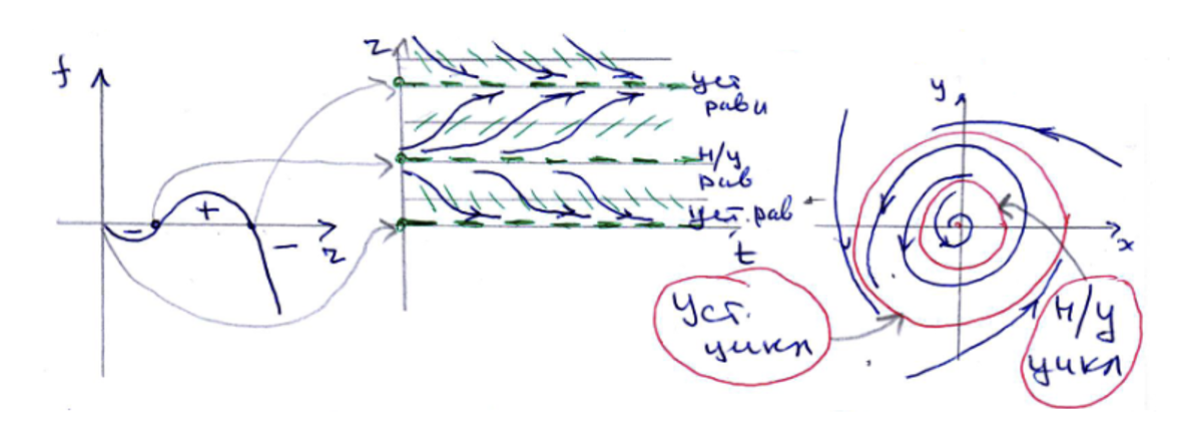 f
+
-
-
z
z
уст
равн
н/у
рав
уст. рав
t
y
x
Уст.
цикл
н/у
цикл